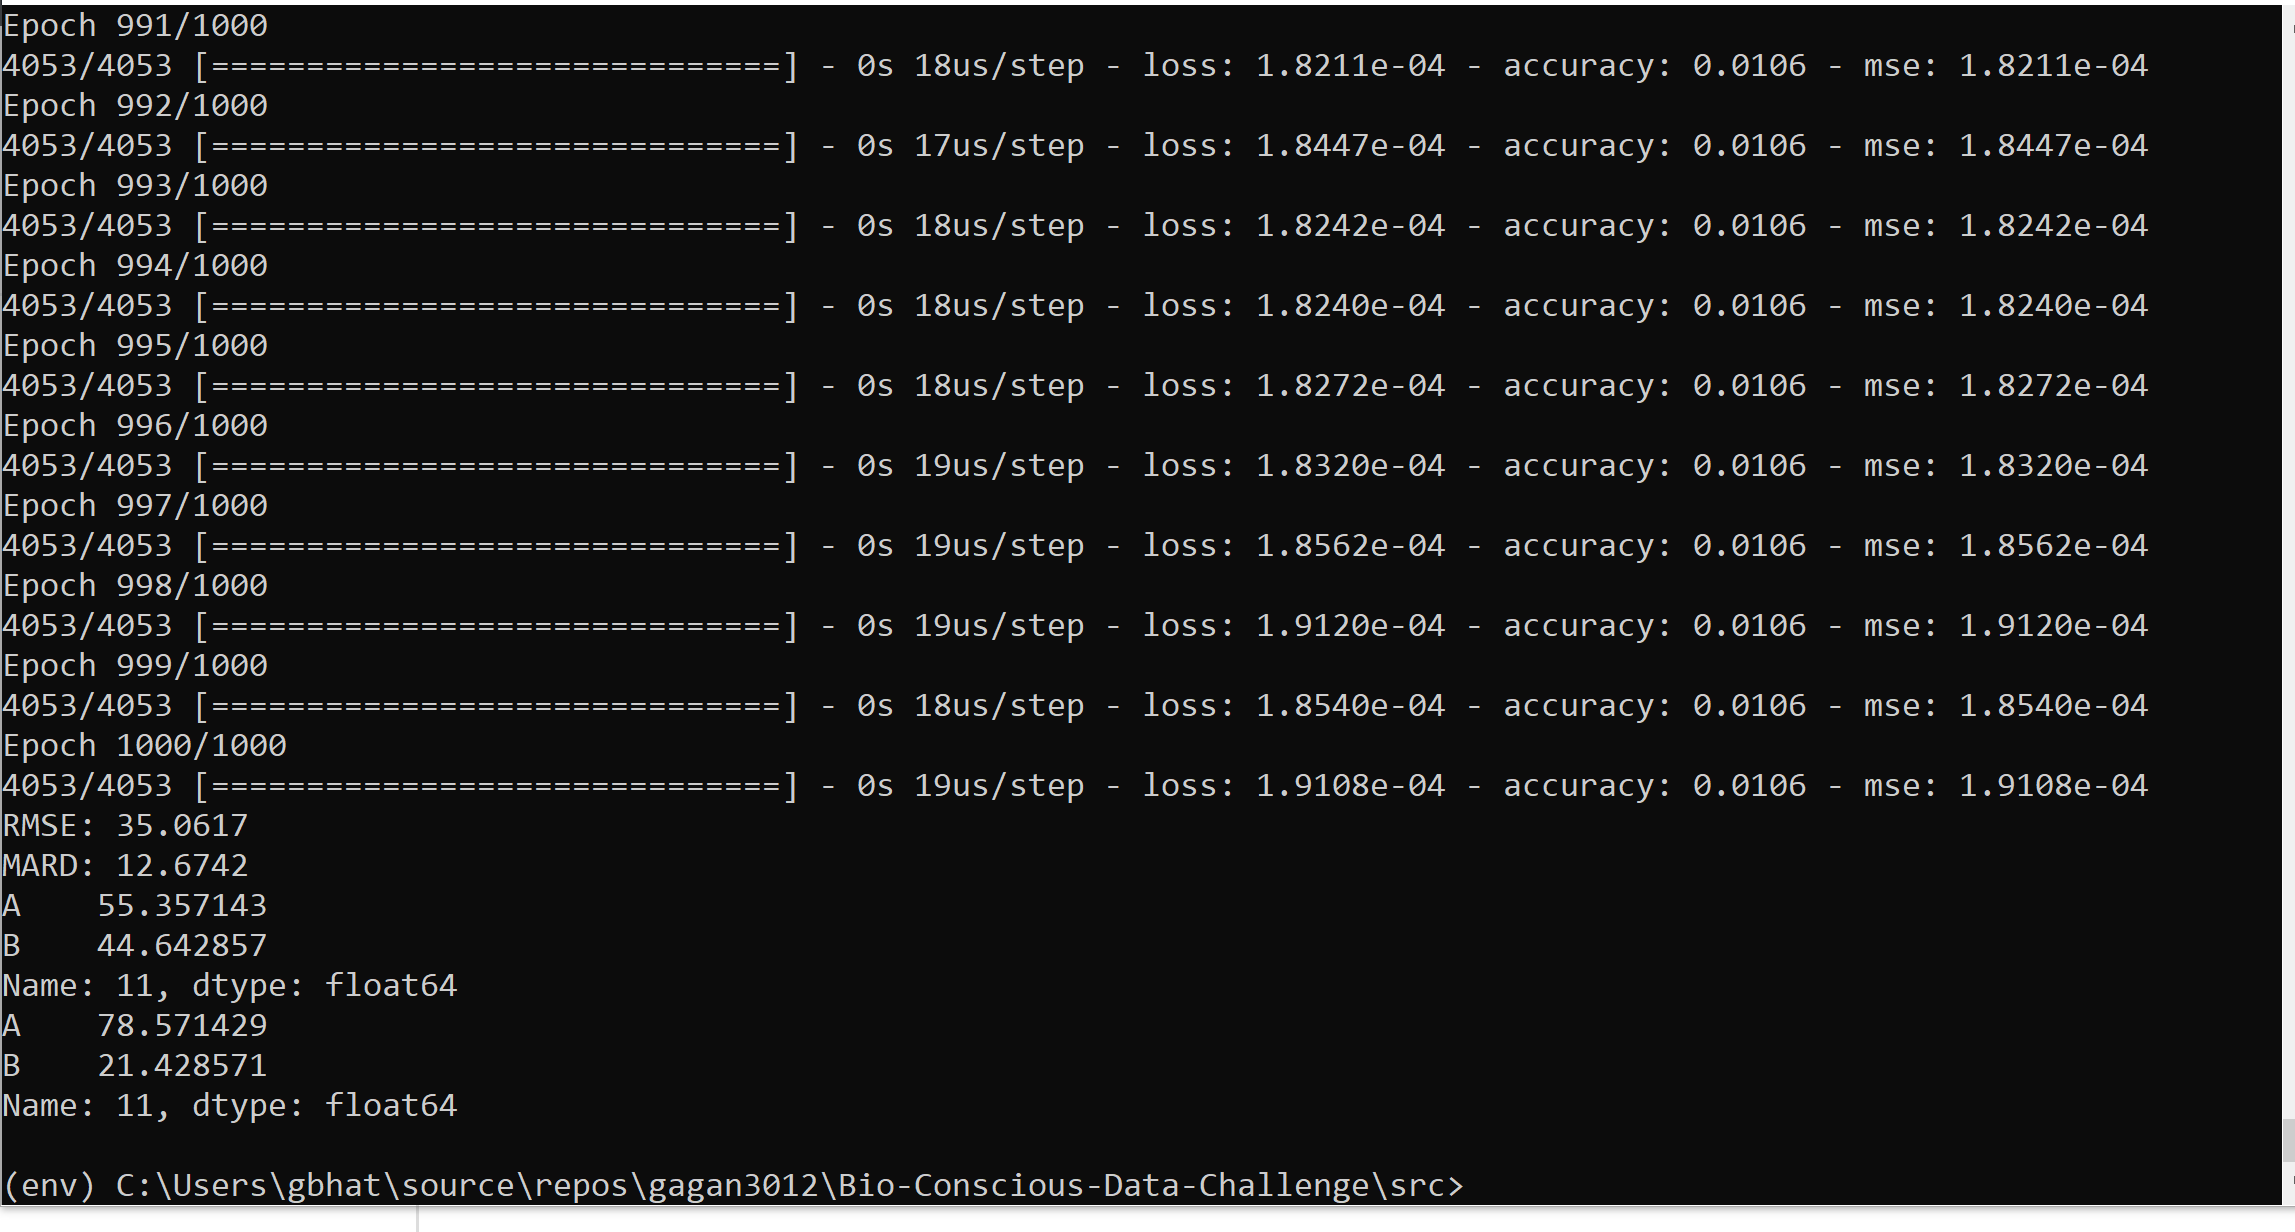 Epoch 991/1000
4053/4053 [==============================] - 0s 18us/step - loss: 1.8211e-04 - accuracy: 0.0106 - mse: 1.8211e-04
Epoch 992/1000
4053/4053 [==============================] - 0s 17us/step - loss: 1.8447e-04 - accuracy: 0.0106 - mse: 1.8447e-04
Epoch 993/1000
4053/4053 [==============================] - 0s 18us/step - loss: 1.8242e-04 - accuracy: 0.0106 - mse: 1.8242e-04
Epoch 994/1000
4053/4053 [==============================] - 0s 18us/step - loss: 1.8240e-04 - accuracy: 0.0106 - mse: 1.8240e-04
Epoch 995/1000
4053/4053 [==============================] - 0s 18us/step - loss: 1.8272e-04 - accuracy: 0.0106 - mse: 1.8272e-04
Epoch 996/1000
4053/4053 [==============================] - 0s 19us/step - loss: 1.8320e-04 - accuracy: 0.0106 - mse: 1.8320e-04
Epoch 997/1000
4053/4053 [==============================] - 0s 19us/step - loss: 1.8562e-04 - accuracy: 0.0106 - mse: 1.8562e-04
Epoch 998/1000
4053/4053 [==============================] - 0s 19us/step - loss: 1.9120e-04 - accuracy: 0.0106 - mse: 1.9120e-04
Epoch 999/1000
4053/4053 [==============================] - 0s 18us/step - loss: 1.8540e-04 - accuracy: 0.0106 - mse: 1.8540e-04
Epoch 1000/1000
4053/4053 [==============================] - 0s 19us/step - loss: 1.9108e-04 - accuracy: 0.0106 - mse: 1.9108e-04
RMSE: 35.0617
MARD: 12.6742
A    55.357143
B    44.642857
Name: 11, dtype: float64
A    78.571429
B    21.428571
Name: 11, dtype: float64
(env) C:\Users\gbhat\source\repos\gagan3012\Bio-Conscious-Data-Challenge\src>